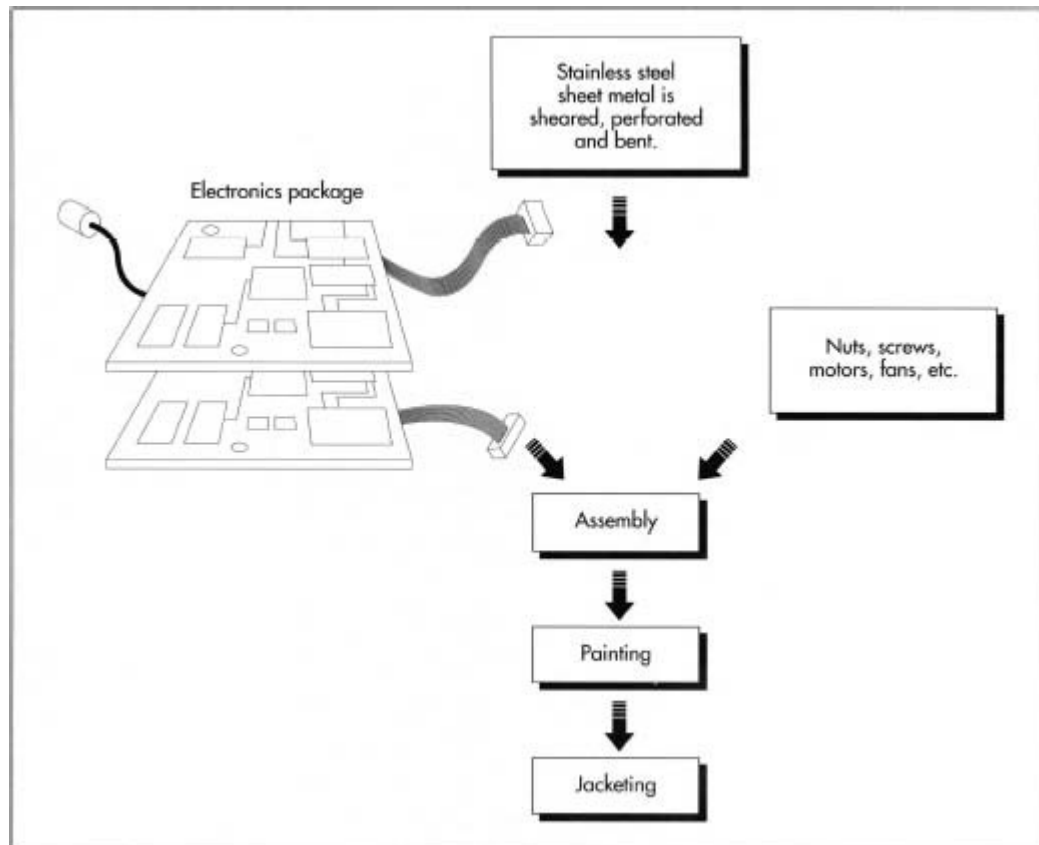 Stainless steel
sheet metal is
sheared, perforated
and bent.
Electronics package
Nuts, screws,
motors, fans, etc.
Assembly
Painting
Jacketing